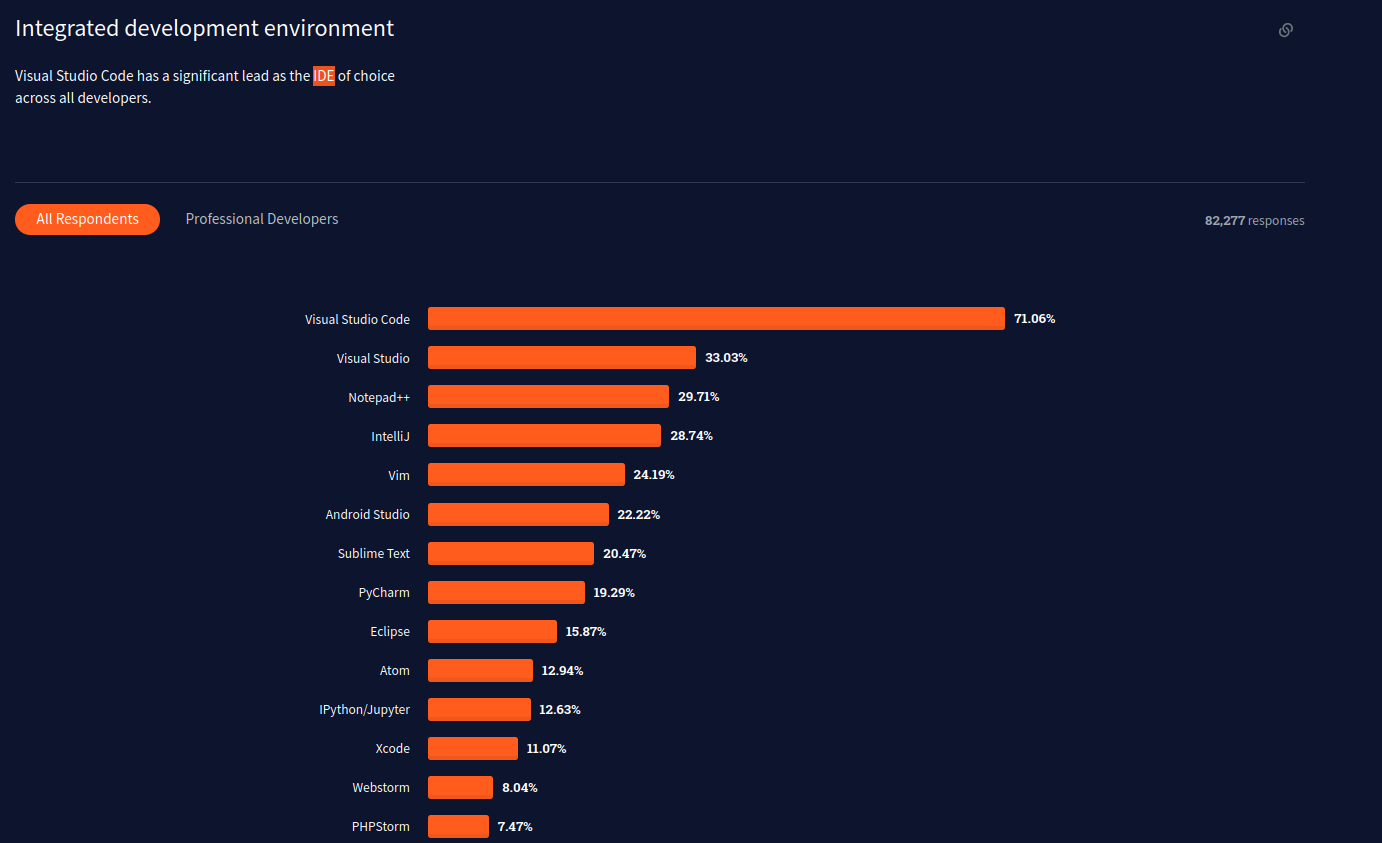 Integrated development environment
Visual Studio Code has a significant lead as the IDE of choice
across all developers.
All Respondents
Professional Developers
82,277 responses
Visual Studio Code 71.06%
Visual Studio 33.03%
Notepad++ 29.71%
IntelliJ 28.74%
Vim 24.19%
Android Studio 22.22%
Sublime Text 20.47%
PyCharm 19.29%
Eclipse 15.87%
Atom 12.94%
IPython/Jupyter 12.63%
Xcode 11.07%
Webstorm 8.04%
PHPStorm 7.47%